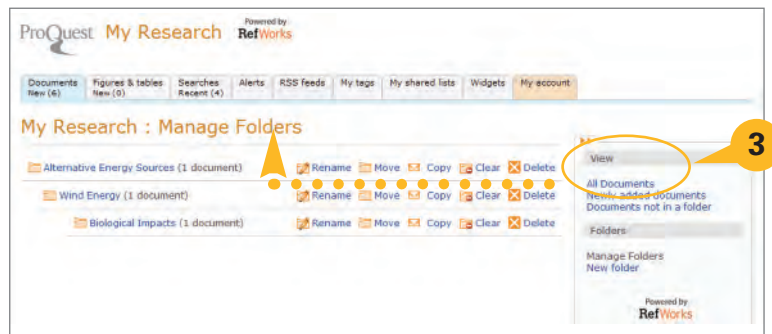 ProQuest My Research Powered by RefWorks
Documents New (6) Figures & tables New (0) Searches Recent (4) Alerts RSS feeds My tags My shared lists Widgets My account
My Research : Manage Folders
Alternative Energy Sources (1 document) Rename Move Copy Clear Delete
Wind Energy (1 document) Rename Move Copy Clear Delete
Biological Impacts (1 document) Rename Move Copy Clear Delete
3
View
All Documents
Newly added documents
Documents not in a folder
Folders
Manage Folders
New folder
Powered by
RefWorks